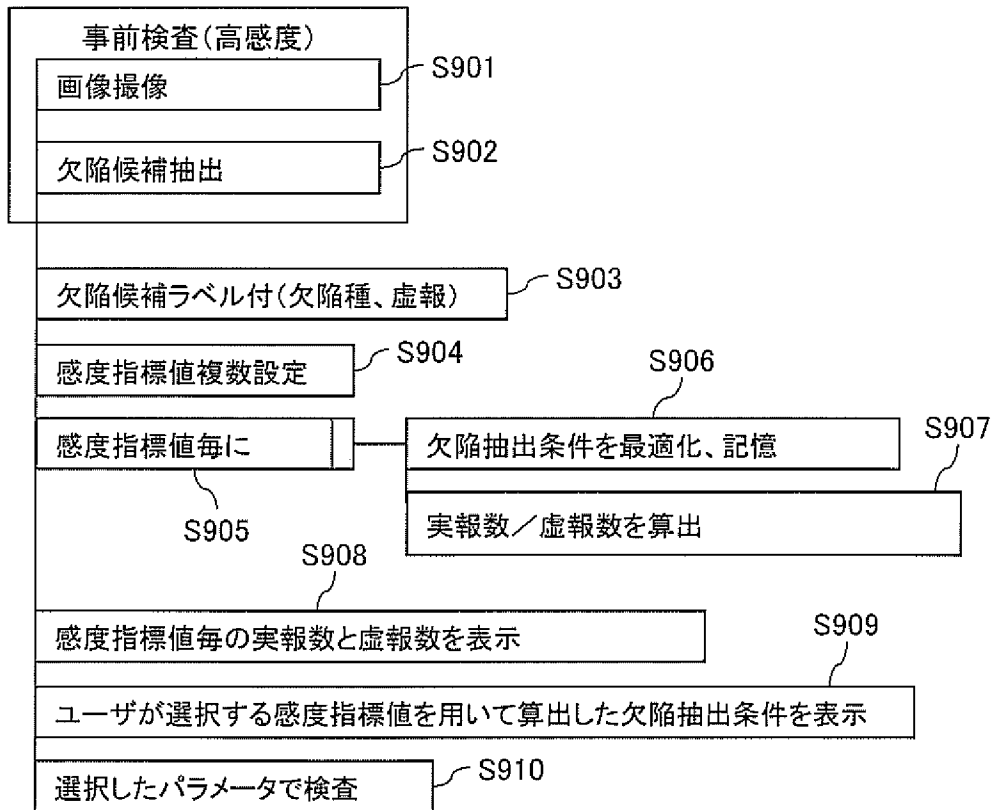 事前検査(高感度)
画像撮像
S901
欠陥候補抽出
S902
欠陥候補ラベル付(欠陥種、虚報)
S903
感度指標値複数設定
S904
感度指標値毎に
S905
欠陥抽出条件を最適化、記憶
S906
実報数/虚報数を算出
S907
感度指標値毎の実報数と虚報数を表示
S908
ユーザが選択する感度指標値を用いて算出した欠陥抽出条件を表示
S909
選択したパラメータで検査
S910